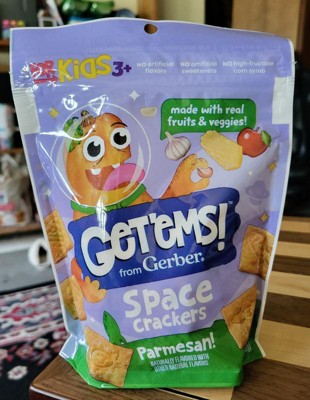 Kids 3+
NO artificial flavors
NO artificial sweeteners
NO high-fructose corn syrup
made with real
fruits & veggies!
GET'EMS!™
from Gerber®
Space
Crackers
Parmesan!
NATURALLY FLAVORED WITH
OTHER NATURAL FLAVORS